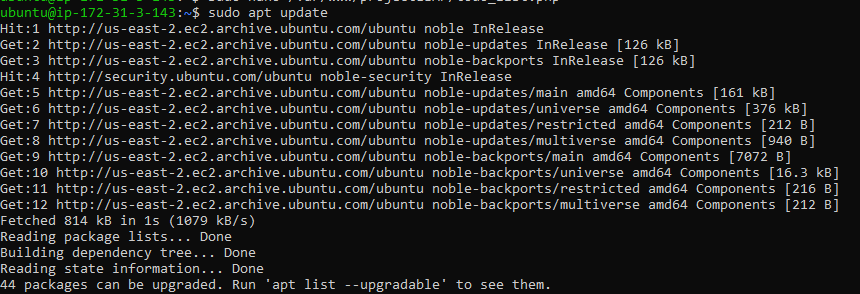 ubuntu@ip-172-31-3-143:~$ sudo apt update
Hit:1 http://us-east-2.ec2.archive.ubuntu.com/ubuntu noble InRelease
Get:2 http://us-east-2.ec2.archive.ubuntu.com/ubuntu noble-updates InRelease [126 kB]
Get:3 http://us-east-2.ec2.archive.ubuntu.com/ubuntu noble-backports InRelease [126 kB]
Hit:4 http://security.ubuntu.com/ubuntu noble-security InRelease
Get:5 http://us-east-2.ec2.archive.ubuntu.com/ubuntu noble-updates/main amd64 Components [161 kB]
Get:6 http://us-east-2.ec2.archive.ubuntu.com/ubuntu noble-updates/universe amd64 Components [376 kB]
Get:7 http://us-east-2.ec2.archive.ubuntu.com/ubuntu noble-updates/restricted amd64 Components [212 B]
Get:8 http://us-east-2.ec2.archive.ubuntu.com/ubuntu noble-updates/multiverse amd64 Components [940 B]
Get:9 http://us-east-2.ec2.archive.ubuntu.com/ubuntu noble-backports/main amd64 Components [7072 B]
Get:10 http://us-east-2.ec2.archive.ubuntu.com/ubuntu noble-backports/universe amd64 Components [16.3 kB]
Get:11 http://us-east-2.ec2.archive.ubuntu.com/ubuntu noble-backports/restricted amd64 Components [216 B]
Get:12 http://us-east-2.ec2.archive.ubuntu.com/ubuntu noble-backports/multiverse amd64 Components [212 B]
Fetched 814 kB in 1s (1079 kB/s)
Reading package lists... Done
Building dependency tree... Done
Reading state information... Done
44 packages can be upgraded. Run 'apt list --upgradable' to see them.